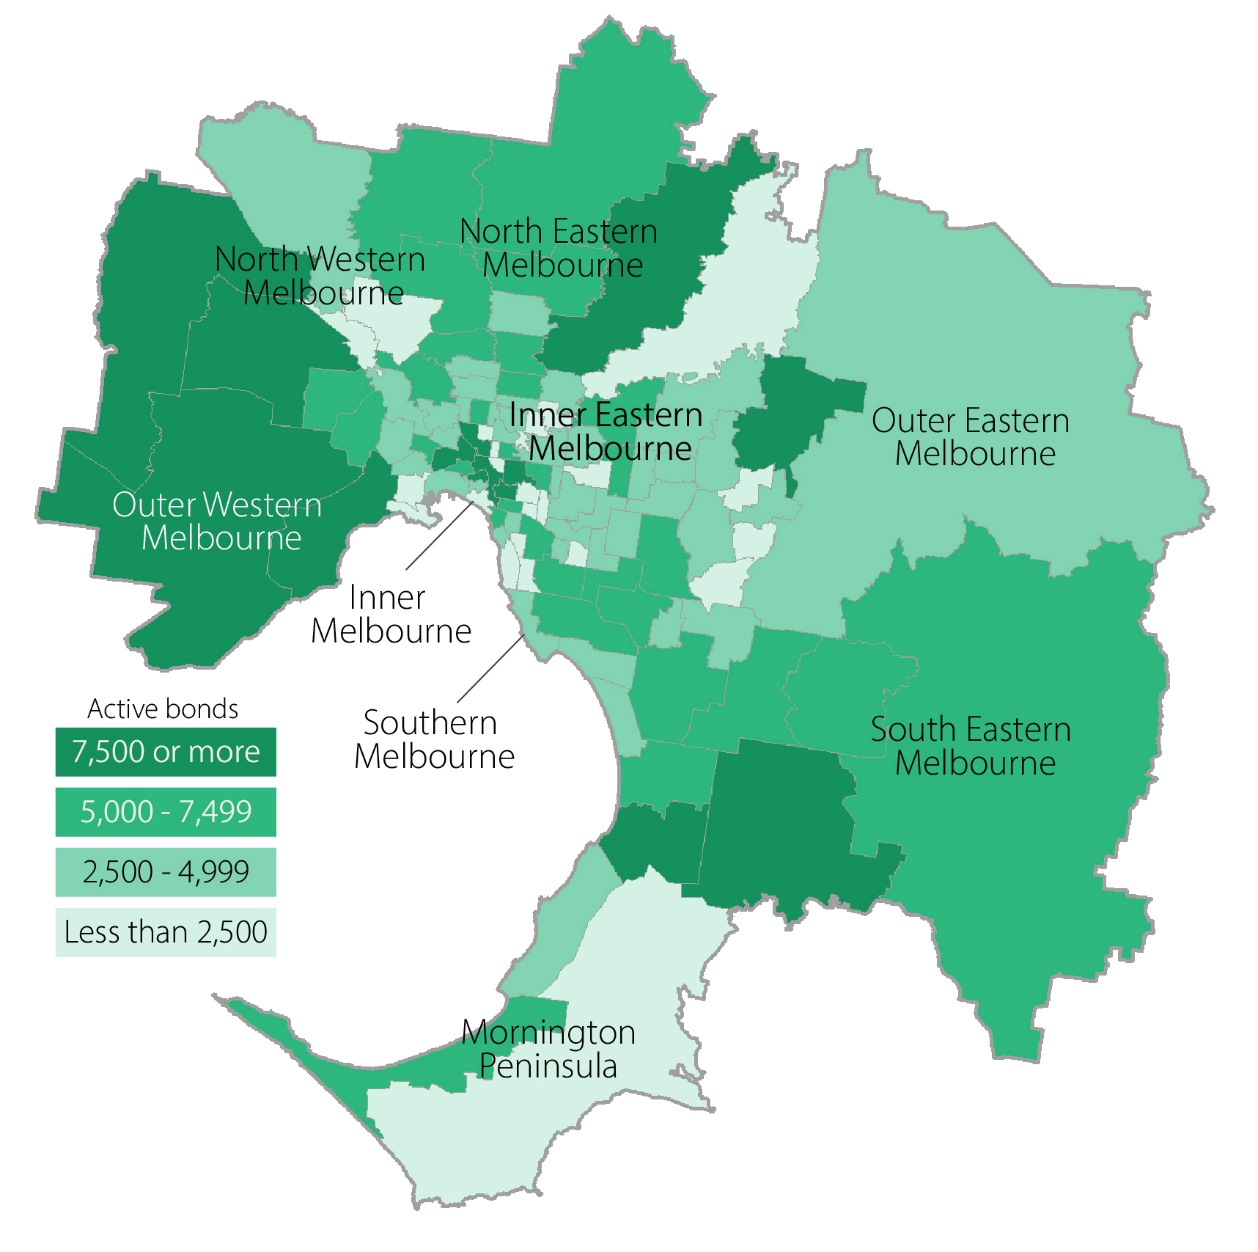 North Eastern
Melbourne
North Western
Melbourne
Inner Eastern
Melbourne
Outer Eastern
Melbourne
Outer Western
Melbourne
Inner
Melbourne
Southern
Melbourne
South Eastern
Melbourne
Active bonds
7,500 or more
5,000 - 7,499
2,500 - 4,999
Less than 2,500
Mornington
Peninsula